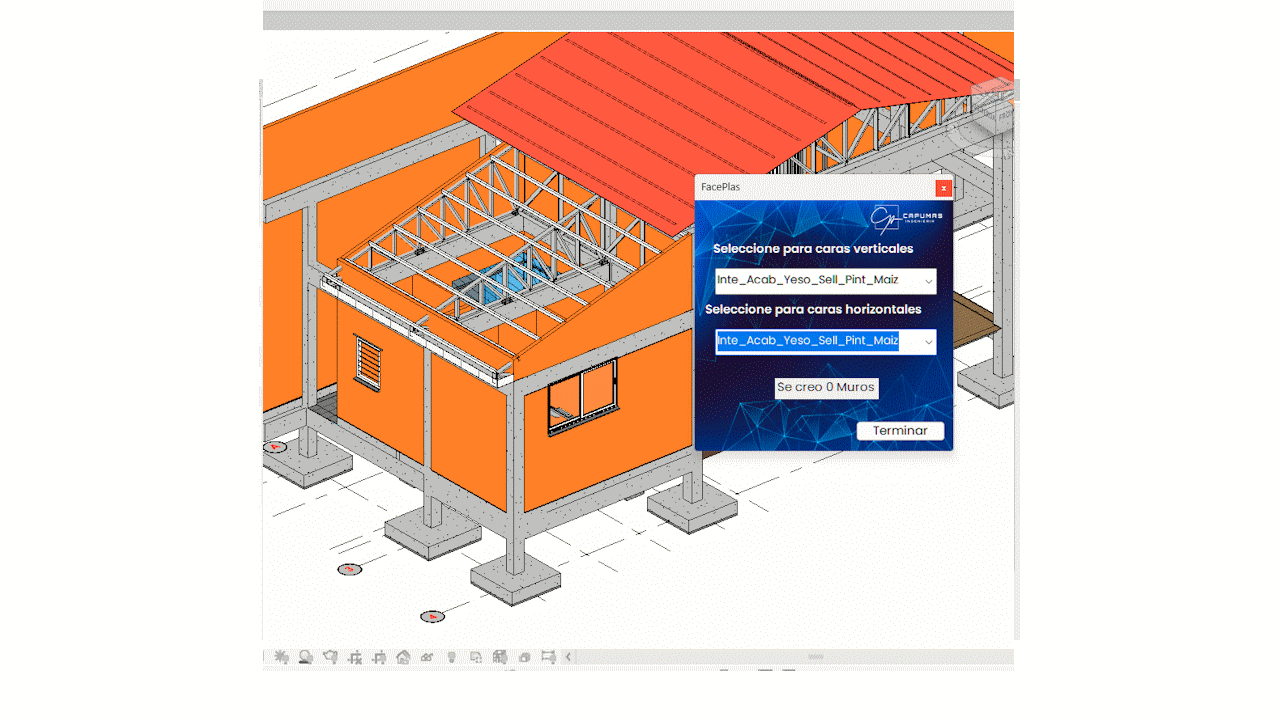 FacePlas
x
CAPUMAS
INGENIERIA
Seleccione para caras verticales
Inte_Acab_Yeso_Sell_Pint_Maiz
Seleccione para caras horizontales
Inte_Acab_Yeso_Sell_Pint_Maiz
Se creo 0 Muros
Terminar